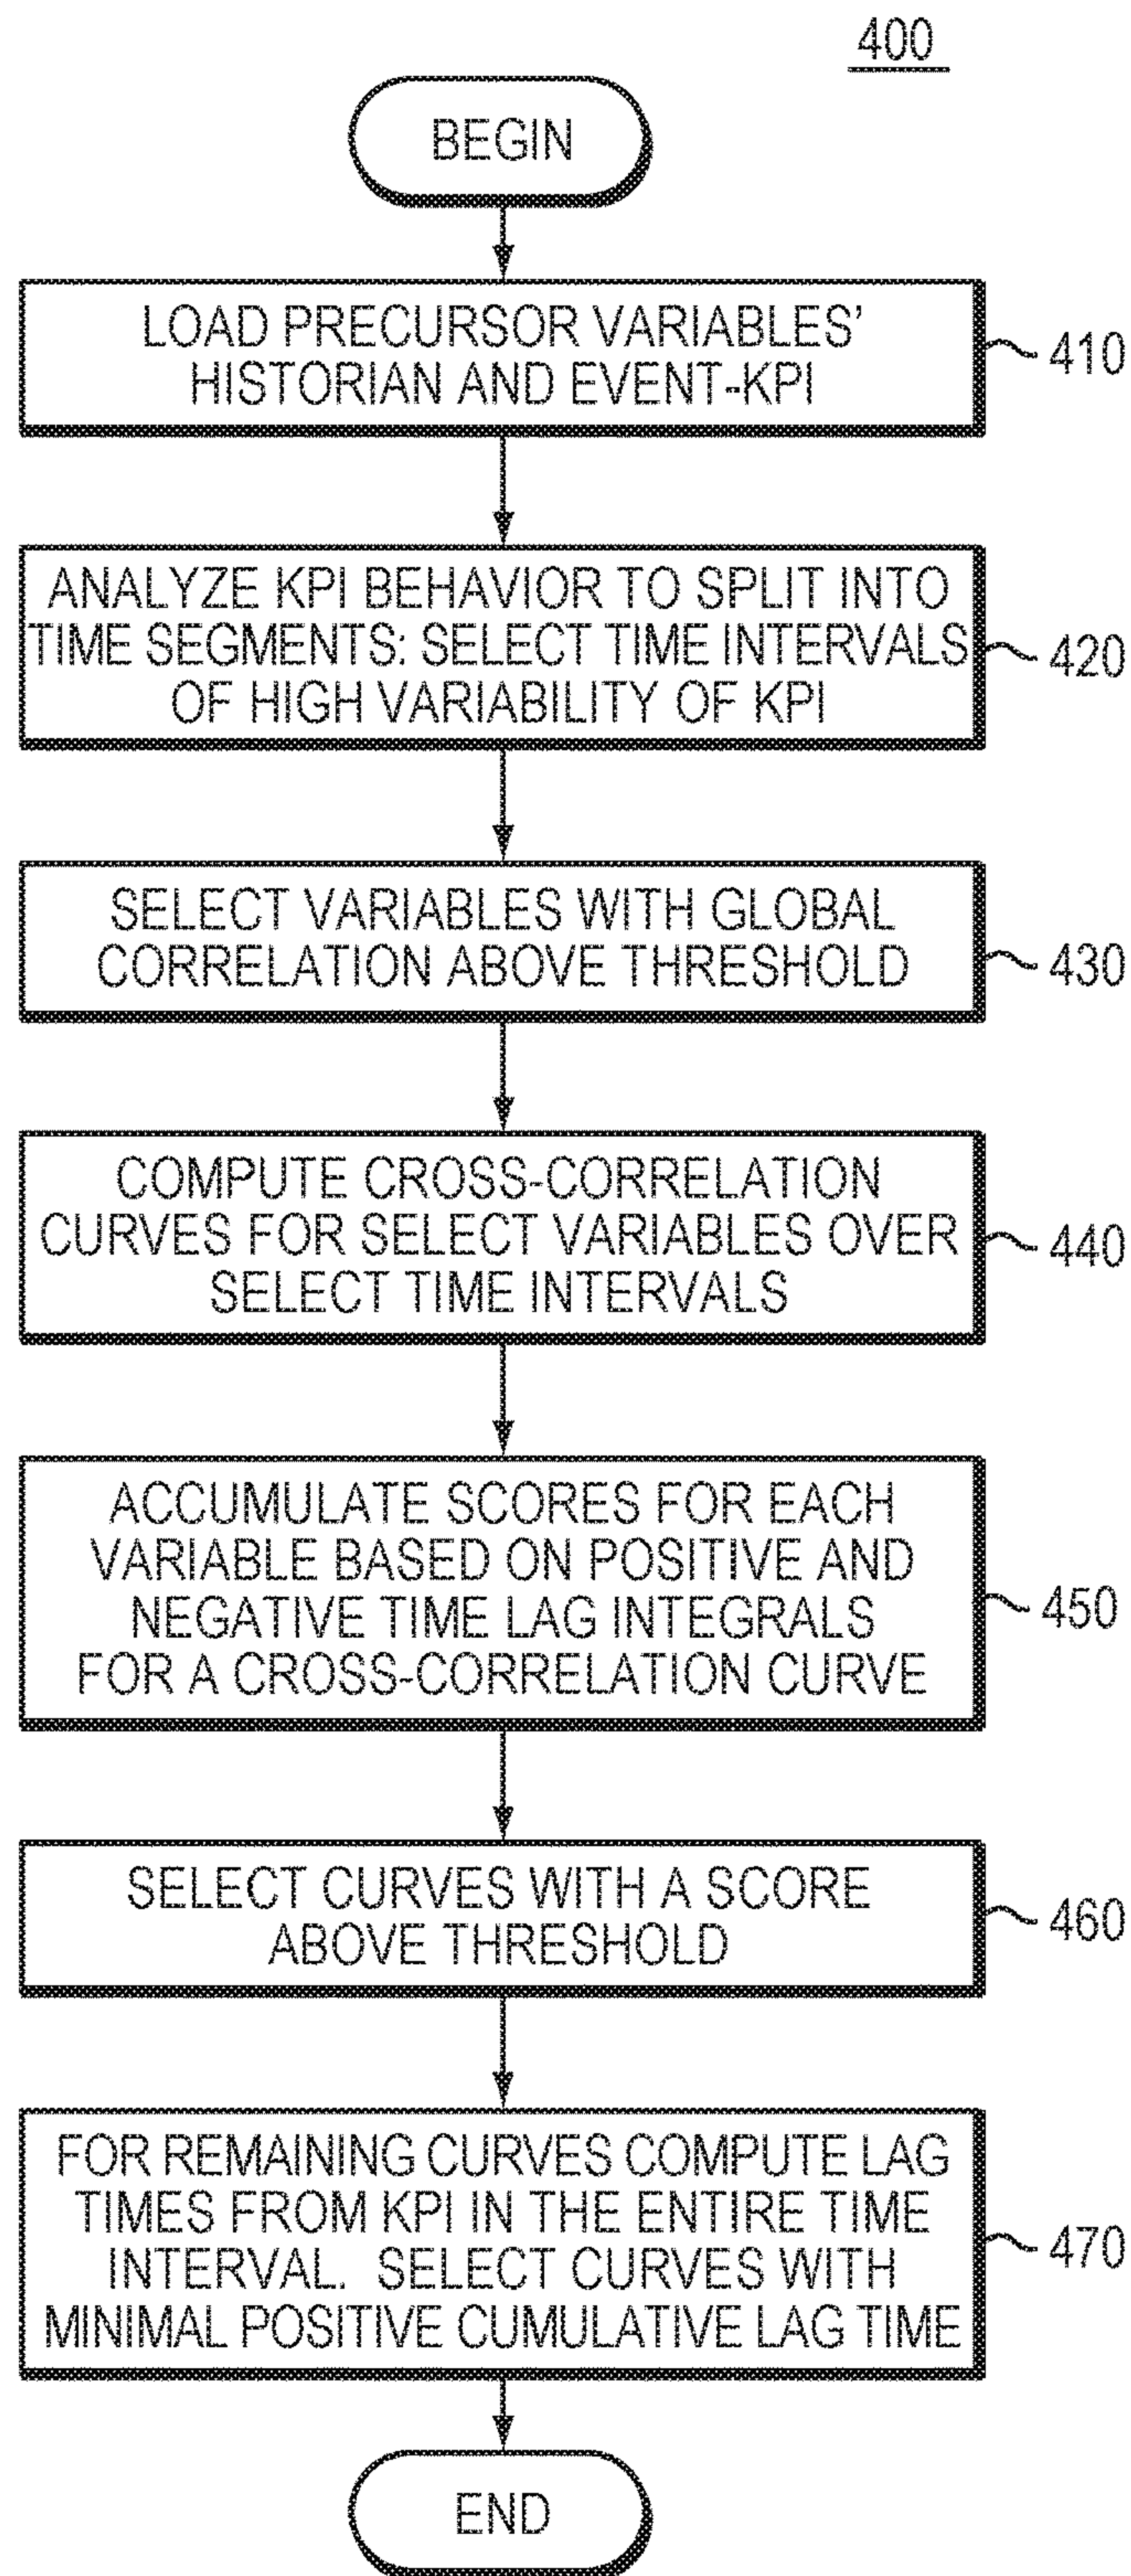 400
BEGIN
LOAD PRECURSOR VARIABLES'
HISTORIAN AND EVENT-KPI
410
ANALYZE KPI BEHAVIOR TO SPLIT INTO
TIME SEGMENTS: SELECT TIME INTERVALS
OF HIGH VARIABILITY OF KPI
420
SELECT VARIABLES WITH GLOBAL
CORRELATION ABOVE THRESHOLD
430
COMPUTE CROSS-CORRELATION
CURVES FOR SELECT VARIABLES OVER
SELECT TIME INTERVALS
440
ACCUMULATE SCORES FOR EACH
VARIABLE BASED ON POSITIVE AND
NEGATIVE TIME LAG INTEGRALS
FOR A CROSS-CORRELATION CURVE
450
SELECT CURVES WITH A SCORE
ABOVE THRESHOLD
460
FOR REMAINING CURVES COMPUTE LAG
TIMES FROM KPI IN THE ENTIRE TIME
INTERVAL. SELECT CURVES WITH
MINIMAL POSITIVE CUMULATIVE LAG TIME
470
END